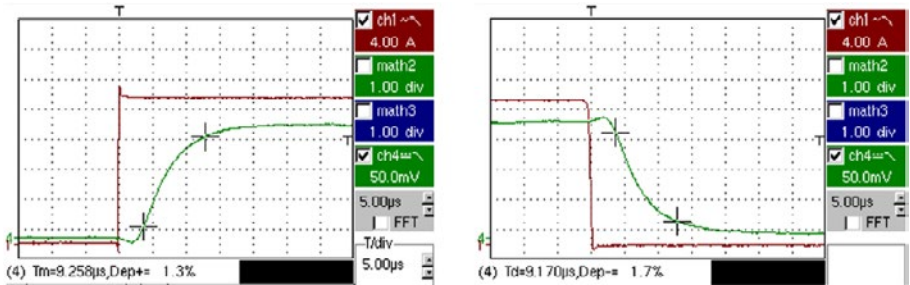 T
ch1
4.00 A
math2
1.00 div
math3
1.00 div
ch4
50.0mV
5.00µs
FFT
T/div
5.00µs
T
4
(4) Tm=9.258µs,Dep+= 1.3%
T
ch1
4.00 A
math2
1.00 div
math3
1.00 div
ch4
50.0mV
5.00µs
FFT
T
4
(4) Td=9.170µs,Dep-= 1.7%